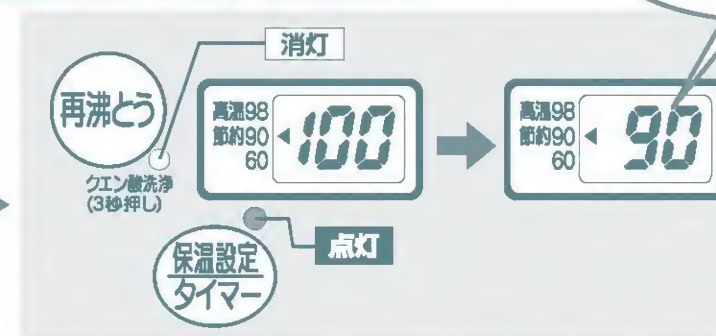 消灯
再沸とう
クエン酸洗浄
(3秒押し)
高温98
節約90
60
100
高温98
節約90
60
90
点灯
保温設定
タイマー